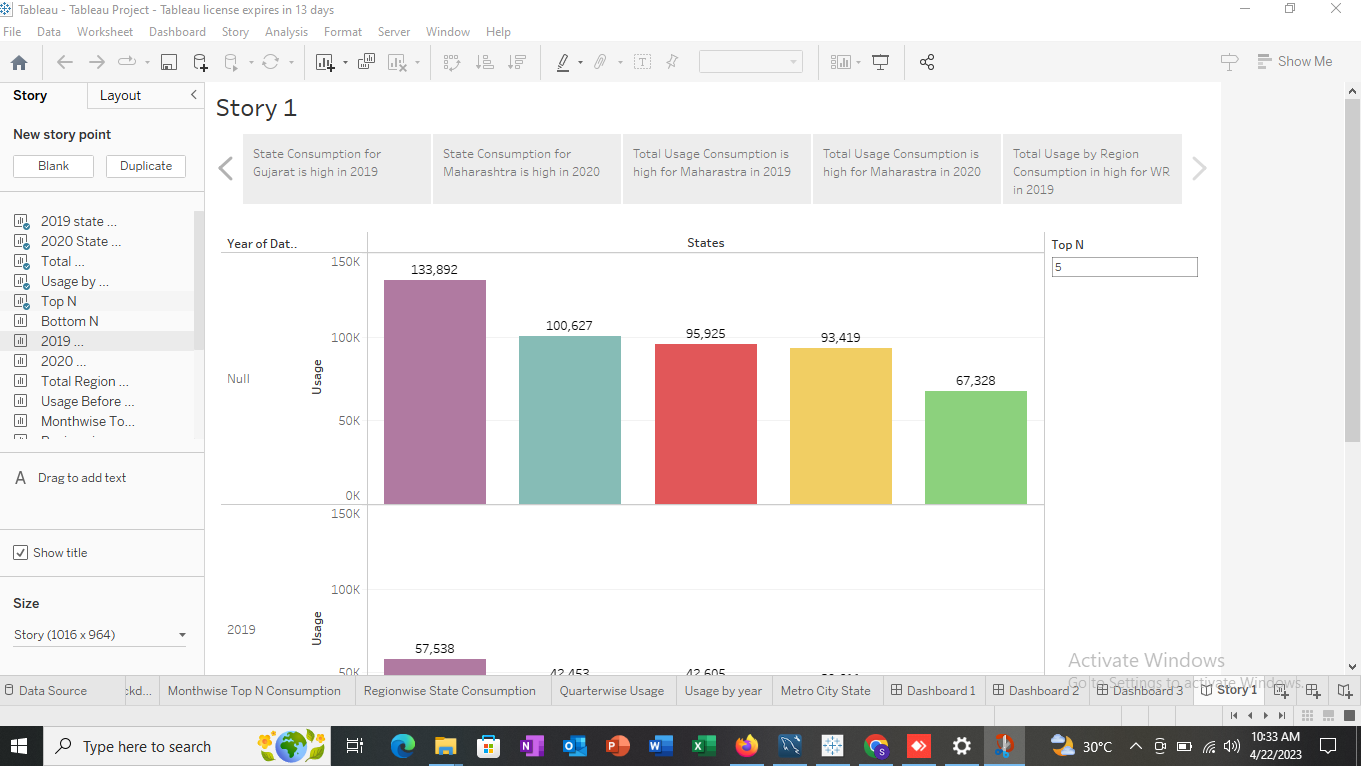 Tableau - Tableau Project - Tableau license expires in 13 days
File Data Worksheet Dashboard Story Analysis Format Server Window Help
Show Me
Story Layout
New story point
Blank Duplicate
2019 state ...
2020 State ...
Total ...
Usage by ...
Top N
Bottom N
2019 ...
2020 ...
Total Region ...
Usage Before ...
Monthwise To...
A Drag to add text
Show title
Size
Story (1016 x 964)
Story 1
State Consumption for
Gujarat is high in 2019
State Consumption for
Maharashtra is high in 2020
Total Usage Consumption is
high for Maharastra in 2019
Total Usage Consumption is
high for Maharastra in 2020
Total Usage by Region
Consumption in high for WR
in 2019
Year of Dat..
States
Top N
5
150K
100K
50K
0K
Usage
Null
133,892
100,627
95,925
93,419
67,328
150K
100K
50K
Usage
2019
57,538
42,453
42,605
Activate Windows
Go to Settings to activate Windows.
Data Source
ckd...
Monthwise Top N Consumption
Regionwise State Consumption
Quarterwise Usage
Usage by year
Metro City State
Dashboard 1
Dashboard 2
Dashboard 3
Story 1
Type here to search
30°C
10:33 AM
4/22/2023